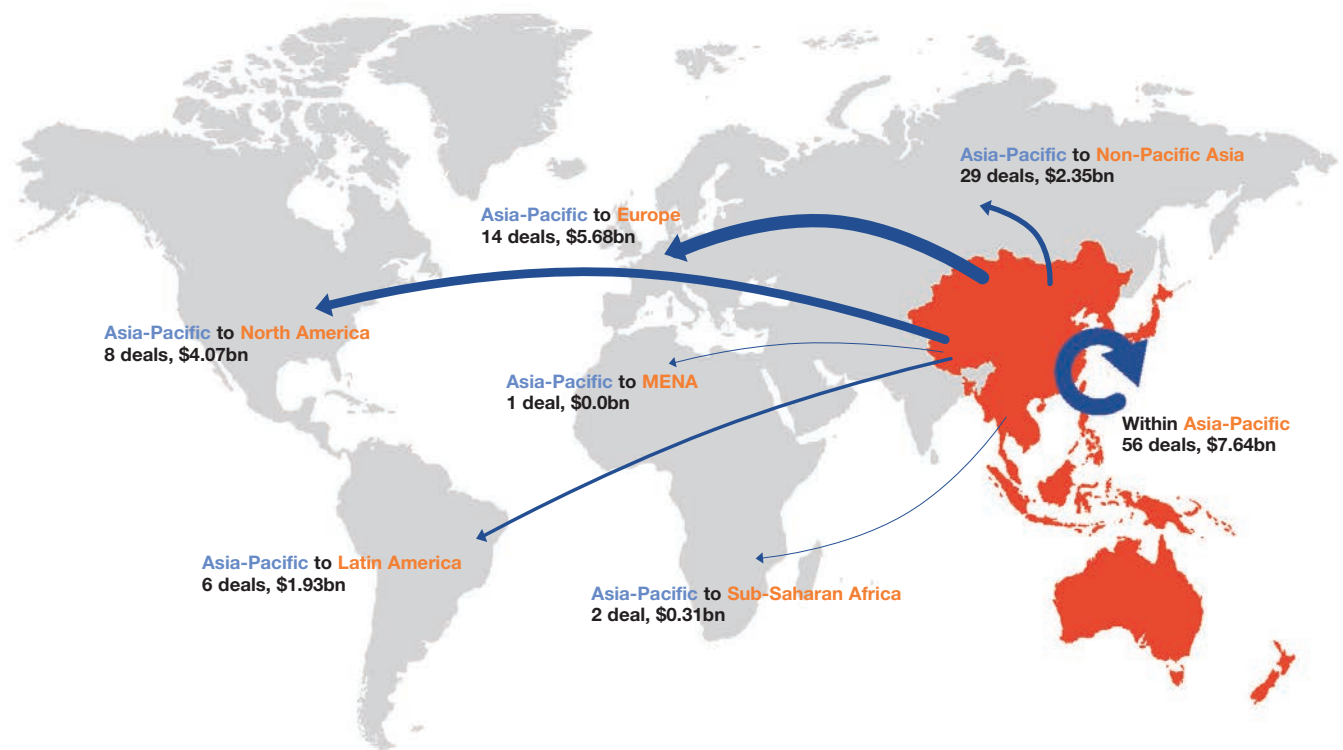 Asia-Pacific to Non-Pacific Asia
29 deals, $2.35bn
Asia-Pacific to Europe
14 deals, $5.68bn
Asia-Pacific to North America
8 deals, $4.07bn
Asia-Pacific to MENA
1 deal, $0.0bn
Within Asia-Pacific
56 deals, $7.64bn
Asia-Pacific to Latin America
6 deals, $1.93bn
Asia-Pacific to Sub-Saharan Africa
2 deal, $0.31bn